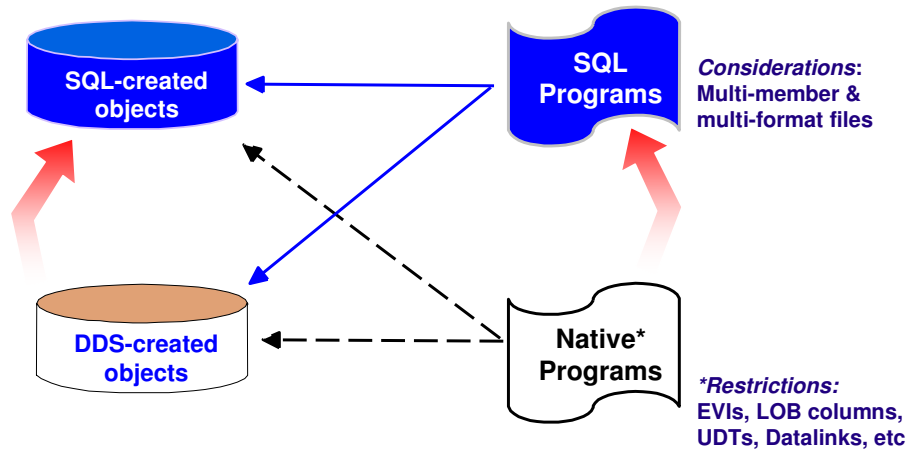 SQL-created
objects
SQL
Programs
Considerations:
Multi-member &
multi-format files
DDS-created
objects
Native*
Programs
*Restrictions:
EVIs, LOB columns,
UDTs, Datalinks, etc